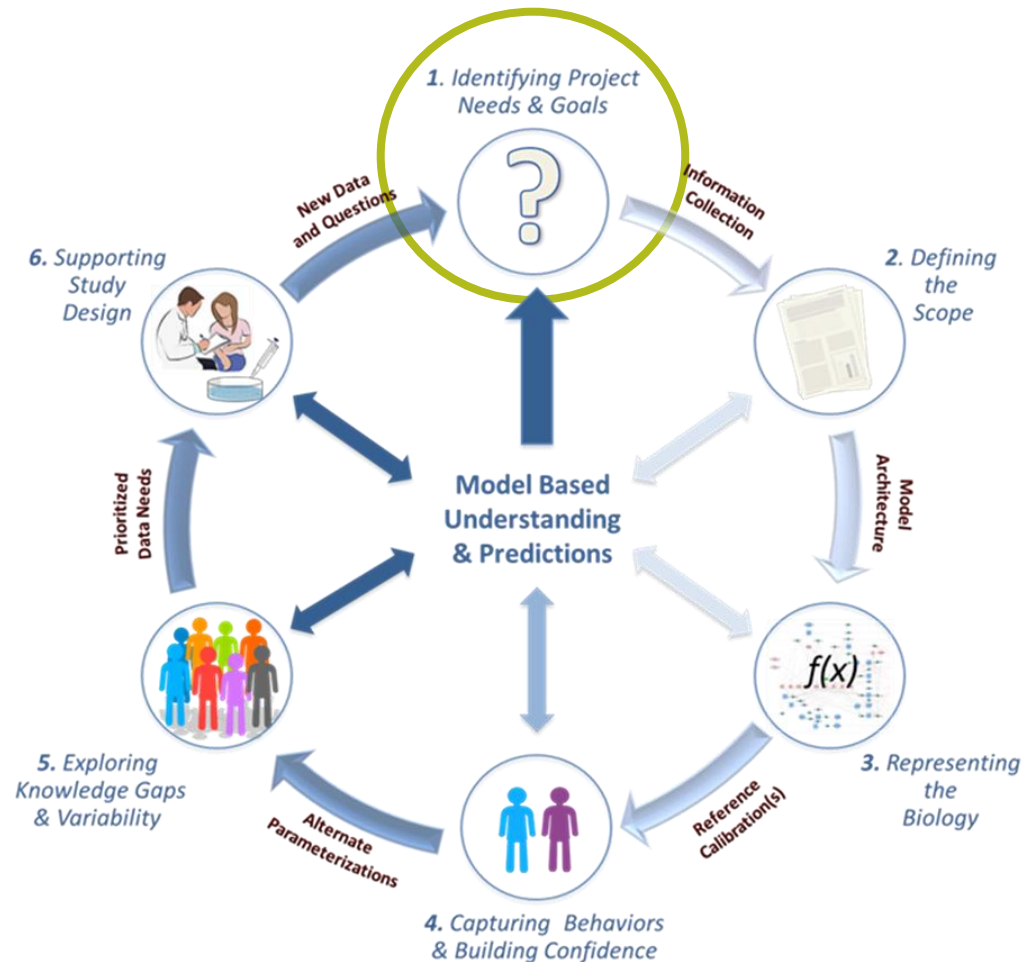 1. Identifying Project
Needs & Goals
?
Information
Collection
2. Defining
the
Scope
Model
Architecture
f(x)
3. Representing
the
Biology
Reference
Calibration(s)
4. Capturing Behaviors
& Building Confidence
Alternate
Parameterizations
5. Exploring
Knowledge Gaps
& Variability
Prioritized
Data Needs
6. Supporting
Study
Design
New Data
and Questions
Model Based
Understanding
& Predictions